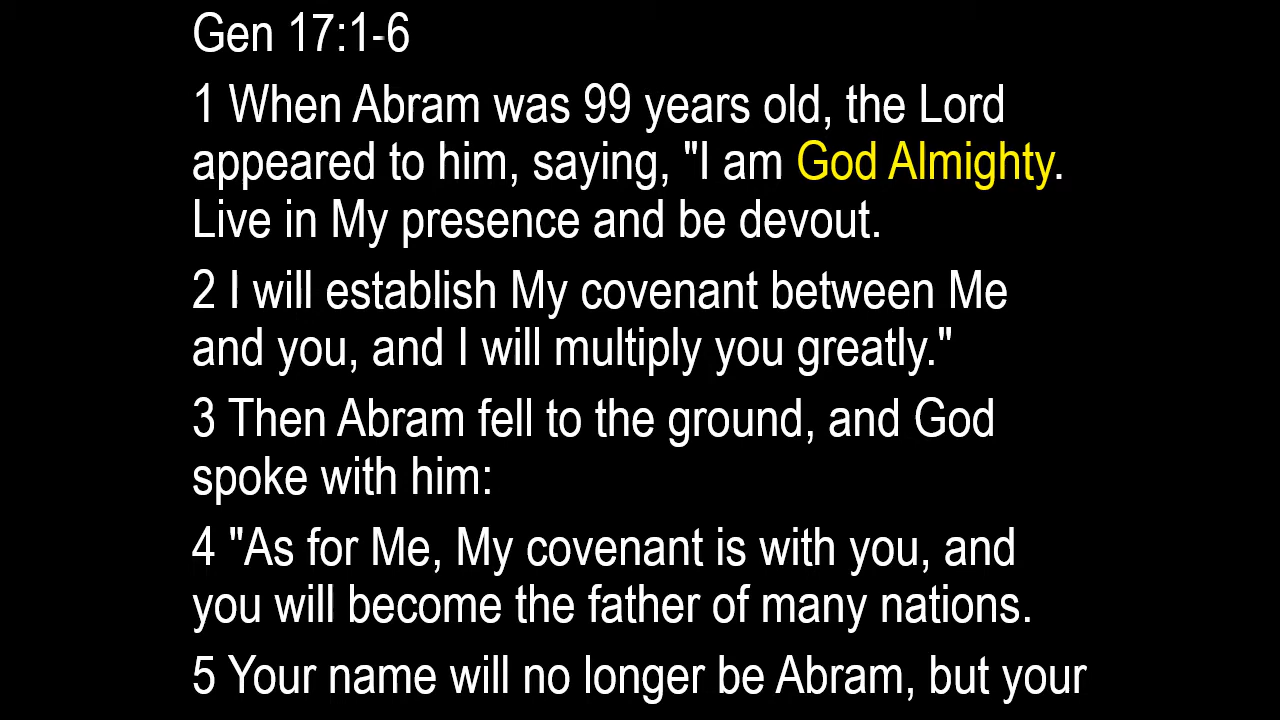 Gen 17:1-6
1 When Abram was 99 years old, the Lord
appeared to him, saying, "I am God Almighty.
Live in My presence and be devout.
2 I will establish My covenant between Me
and you, and I will multiply you greatly."
3 Then Abram fell to the ground, and God
spoke with him:
4 "As for Me, My covenant is with you, and
you will become the father of many nations.
5 Your name will no longer be Abram, but your